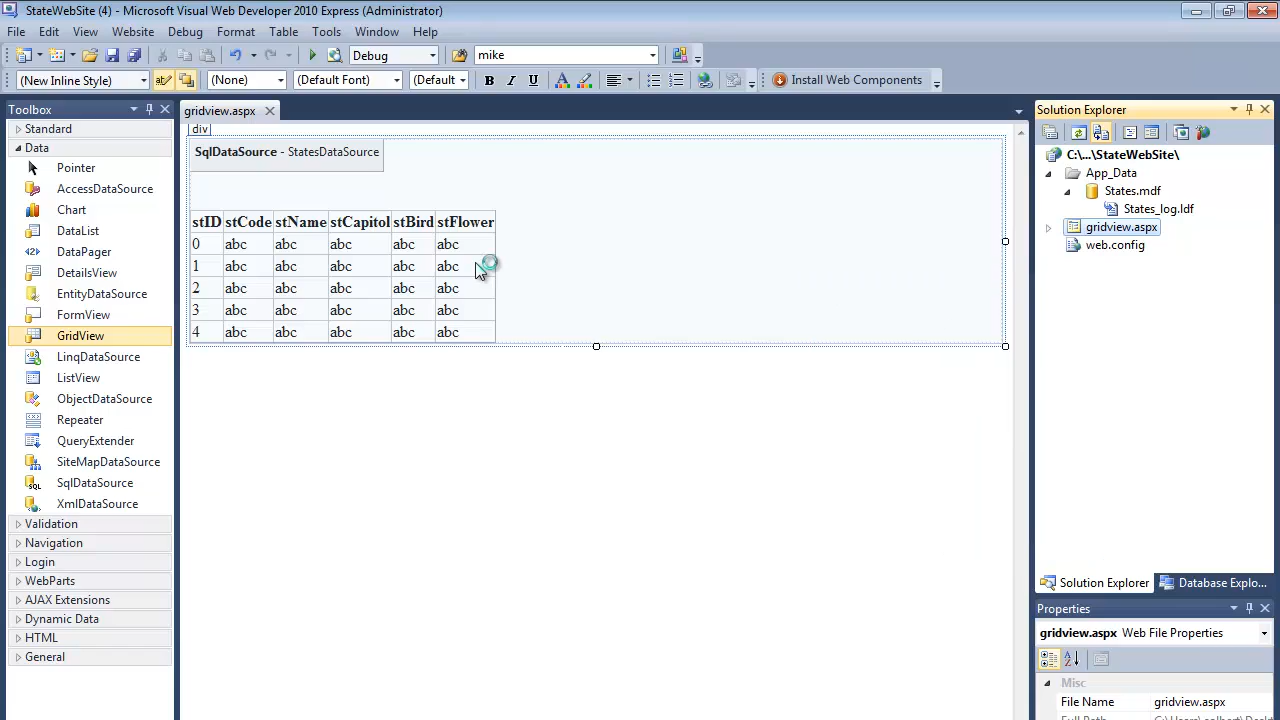 StateWebSite (4) - Microsoft Visual Web Developer 2010 Express (Administrator)
File Edit View Website Debug Format Table Tools Window Help
Debug mike
(New Inline Style) (None) (Default Font) (Default B I U A Install Web Components
Toolbox
Standard
Data
Pointer
AccessDataSource
Chart
DataList
DataPager
DetailsView
EntityDataSource
FormView
GridView
LinqDataSource
ListView
ObjectDataSource
Repeater
QueryExtender
SiteMapDataSource
SqlDataSource
XmlDataSource
Validation
Navigation
Login
WebParts
AJAX Extensions
Dynamic Data
HTML
General
gridview.aspx
div
SqlDataSource - StatesDataSource
stID stCode stName stCapitol stBird stFlower
0 abc abc abc abc abc
1 abc abc abc abc abc
2 abc abc abc abc abc
3 abc abc abc abc abc
4 abc abc abc abc abc
Solution Explorer
C:\...\StateWebSite\
App_Data
States.mdf
States_log.ldf
gridview.aspx
web.config
Solution Explorer Database Explo...
Properties
gridview.aspx Web File Properties
Misc
File Name gridview.aspx